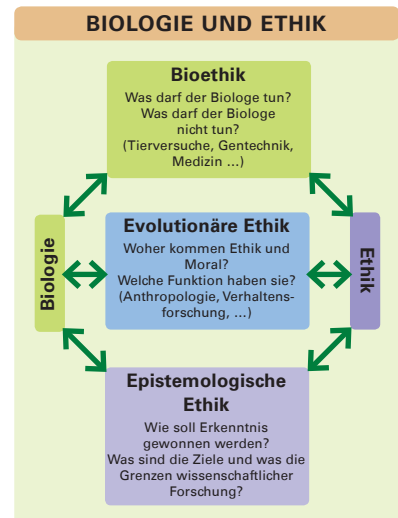 BIOLOGIE UND ETHIK
Bioethik
Was darf der Biologe tun?
Was darf der Biologe
nicht tun?
(Tierversuche, Gentechnik,
Medizin ...)
Biologie
Evolutionäre Ethik
Woher kommen Ethik und
Moral?
Welche Funktion haben sie?
(Anthropologie, Verhaltens-
forschung, ...)
Ethik
Epistemologische
Ethik
Wie soll Erkenntnis
gewonnen werden?
Was sind die Ziele und was die
Grenzen wissenschaftlicher
Forschung?